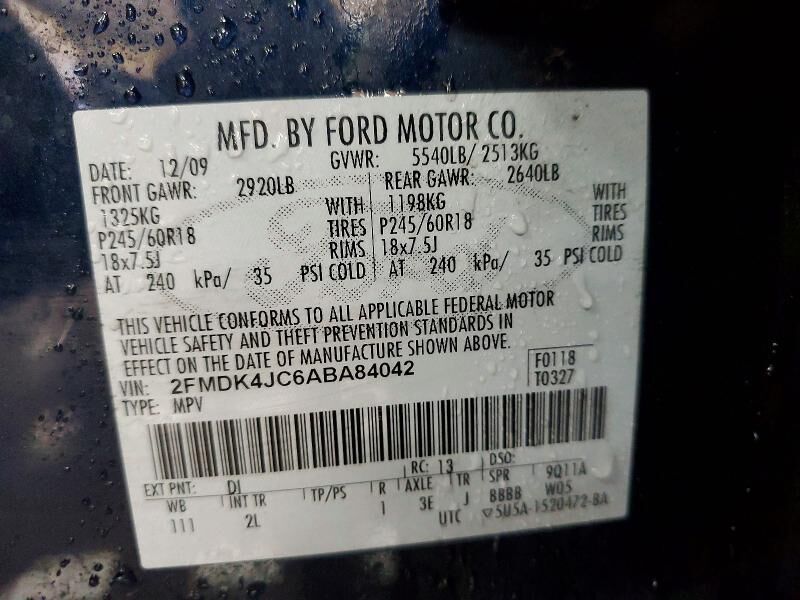 MFD. BY FORD MOTOR CO.
DATE: 12/09 GVWR: 5540LB/ 2513KG
FRONT GAWR: 2920LB REAR GAWR: 2640LB
1325KG WITH 1198KG WITH
P245/60R18 TIRES P245/60R18 TIRES
18x7.5J RIMS 18x7.5J RIMS
AT 240 kPa/ 35 PSI COLD AT 240 kPa/ 35 PSI COLD
THIS VEHICLE CONFORMS TO ALL APPLICABLE FEDERAL MOTOR
VEHICLE SAFETY AND THEFT PREVENTION STANDARDS IN
EFFECT ON THE DATE OF MANUFACTURE SHOWN ABOVE.
VIN: 2FMDK4JC6ABA84042 F0118
TYPE: MPV T0327
EXT PNT: DI RC: 13 DSO:
WB INT TR TP/PS R AXLE TR SPR 9Q11A
111 2L 1 3E J BBBB W05
UTC 5U5A-1520472-BA